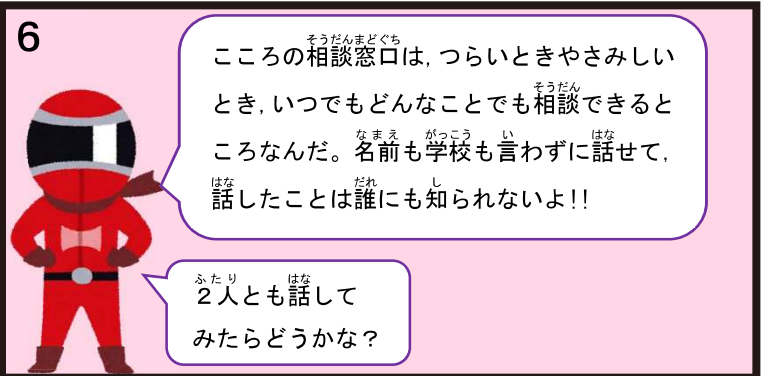 6
こころの相談窓口は,つらいときやさみしい
とき,いつでもどんなことでも相談できると
ころなんだ。名前も学校も言わずに話せて,
話したことは誰にも知られないよ!!
２人とも話して
みたらどうかな？